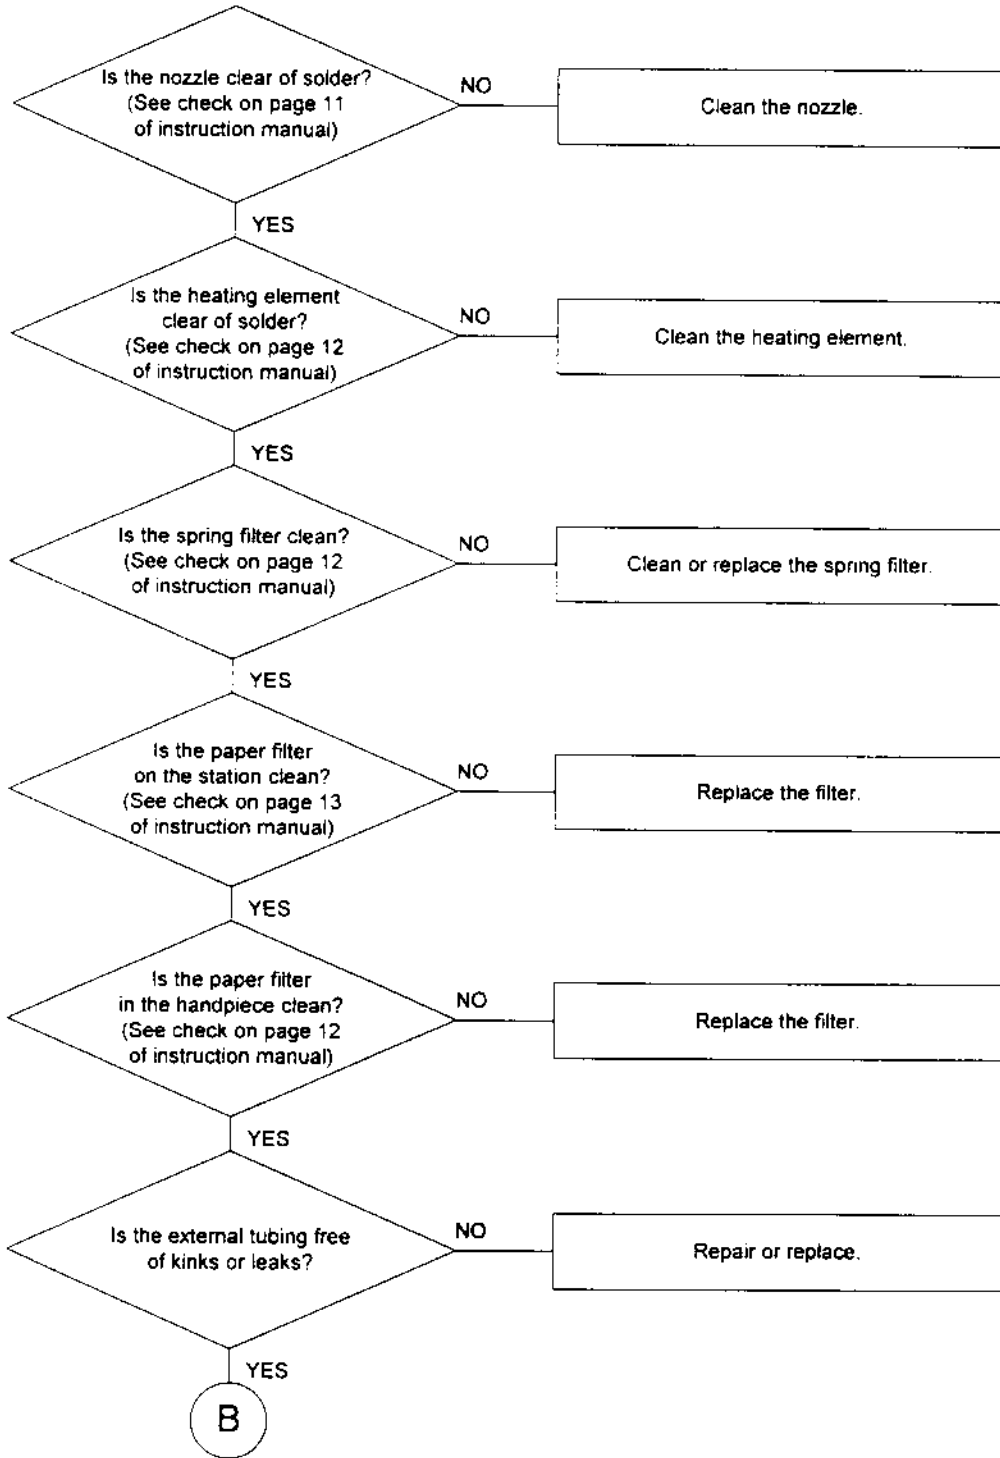 Is the nozzle clear of solder?
(See check on page 11
of instruction manual)
NO
Clean the nozzle.
YES
Is the heating element
clear of solder?
(See check on page 12
of instruction manual)
NO
Clean the heating element.
YES
Is the spring filter clean?
(See check on page 12
of instruction manual)
NO
Clean or replace the spring filter.
YES
Is the paper filter
on the station clean?
(See check on page 13
of instruction manual)
NO
Replace the filter.
YES
Is the paper filter
in the handpiece clean?
(See check on page 12
of instruction manual)
NO
Replace the filter.
YES
Is the external tubing free
of kinks or leaks?
NO
Repair or replace.
YES
B